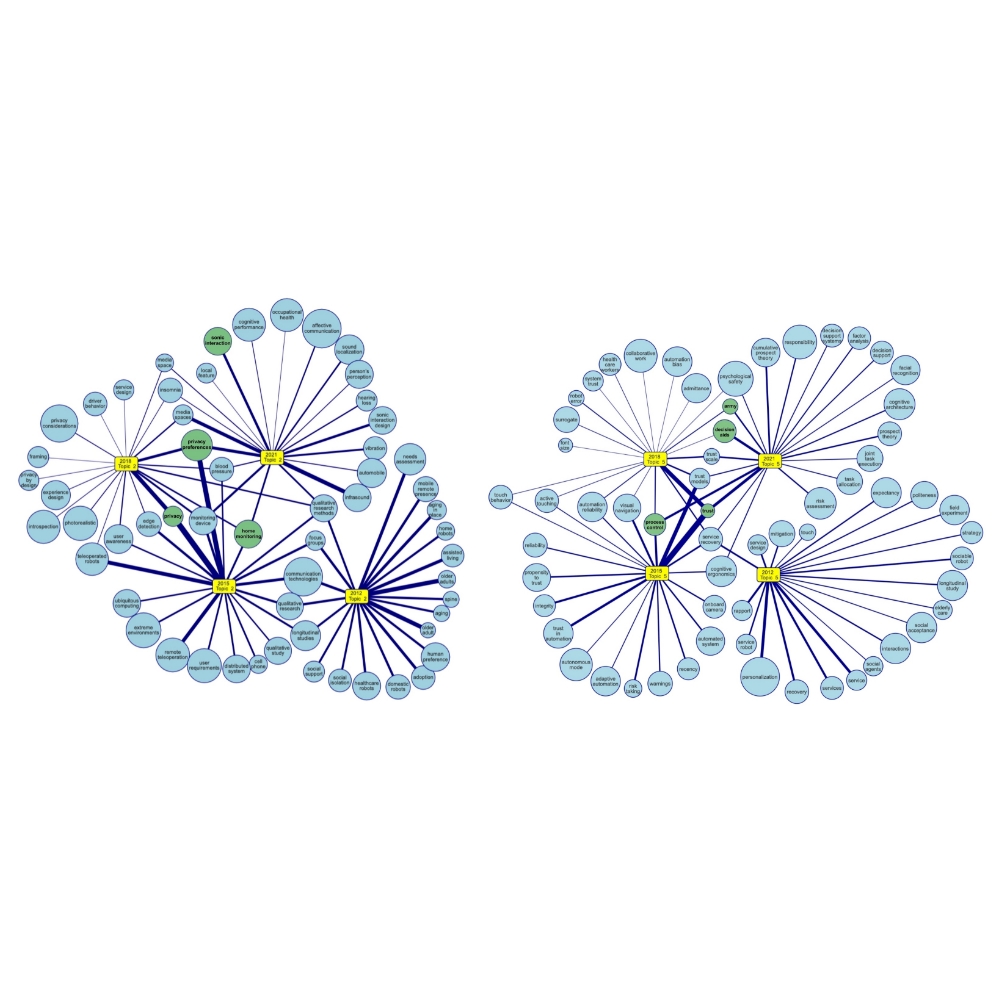 sonic
interaction
cognitive
performance
occupational
health
affective
communication
sound
localization
person's
perception
hearing
loss
sonic
interaction
design
media
space
local
feature
insomnia
service
design
driver
behavior
media
spaces
privacy
considerations
privacy
preferences
vibration
needs
assessment
framing
2018
Topic 2
2021
Topic 2
blood
pressure
automobile
privacy
by
design
experience
design
infrasound
mobile
remote
presence
qualitative
research
methods
aging
in
place
introspection
photorealistic
edge
detection
privacy
monitoring
device
home
monitoring
home
robots
user
awareness
focus
groups
teleoperated
robots
assisted
living
communication
technologies
older
adults
2015
2012
Topic 2
spine
ubiquitous
computing
qualitative
research
aging
extreme
environments
longitudinal
studies
older
adult
remote
teleoperation
user
requirements
distributed
system
cell
phone
qualitative
study
human
preference
social
support
social
isolation
healthcare
robots
domestic
robots
adoption
health
care
workers
collaborative
work
automation
bias
cumulative
prospect
theory
responsibility
decision
support
systems
factor
analysis
decision
support
facial
recognition
system
trust
admittance
psychological
safety
robot
error
army
cognitive
architecture
surrogate
decision
aids
prospect
theory
font
size
2018
trust
scale
2021
Topic 5
joint
task
execution
trust
models
task
allocation
touch
behavior
active
touching
automation
reliability
visual
navigation
trust
risk
assessment
expectancy
politeness
field
experiment
process
control
strategy
reliability
service
recovery
service
design
mitigation
touch
sociable
robot
propensity
to
trust
2015
Topic 5
cognitive
ergonomics
2012
longitudinal
study
integrity
onboard
camera
rapport
elderly
care
trust
in
automation
automated
system
service
robot
social
acceptance
autonomous
mode
adaptive
automation
risk
taking
warnings
recency
interactions
personalization
recovery
services
service
social
agents